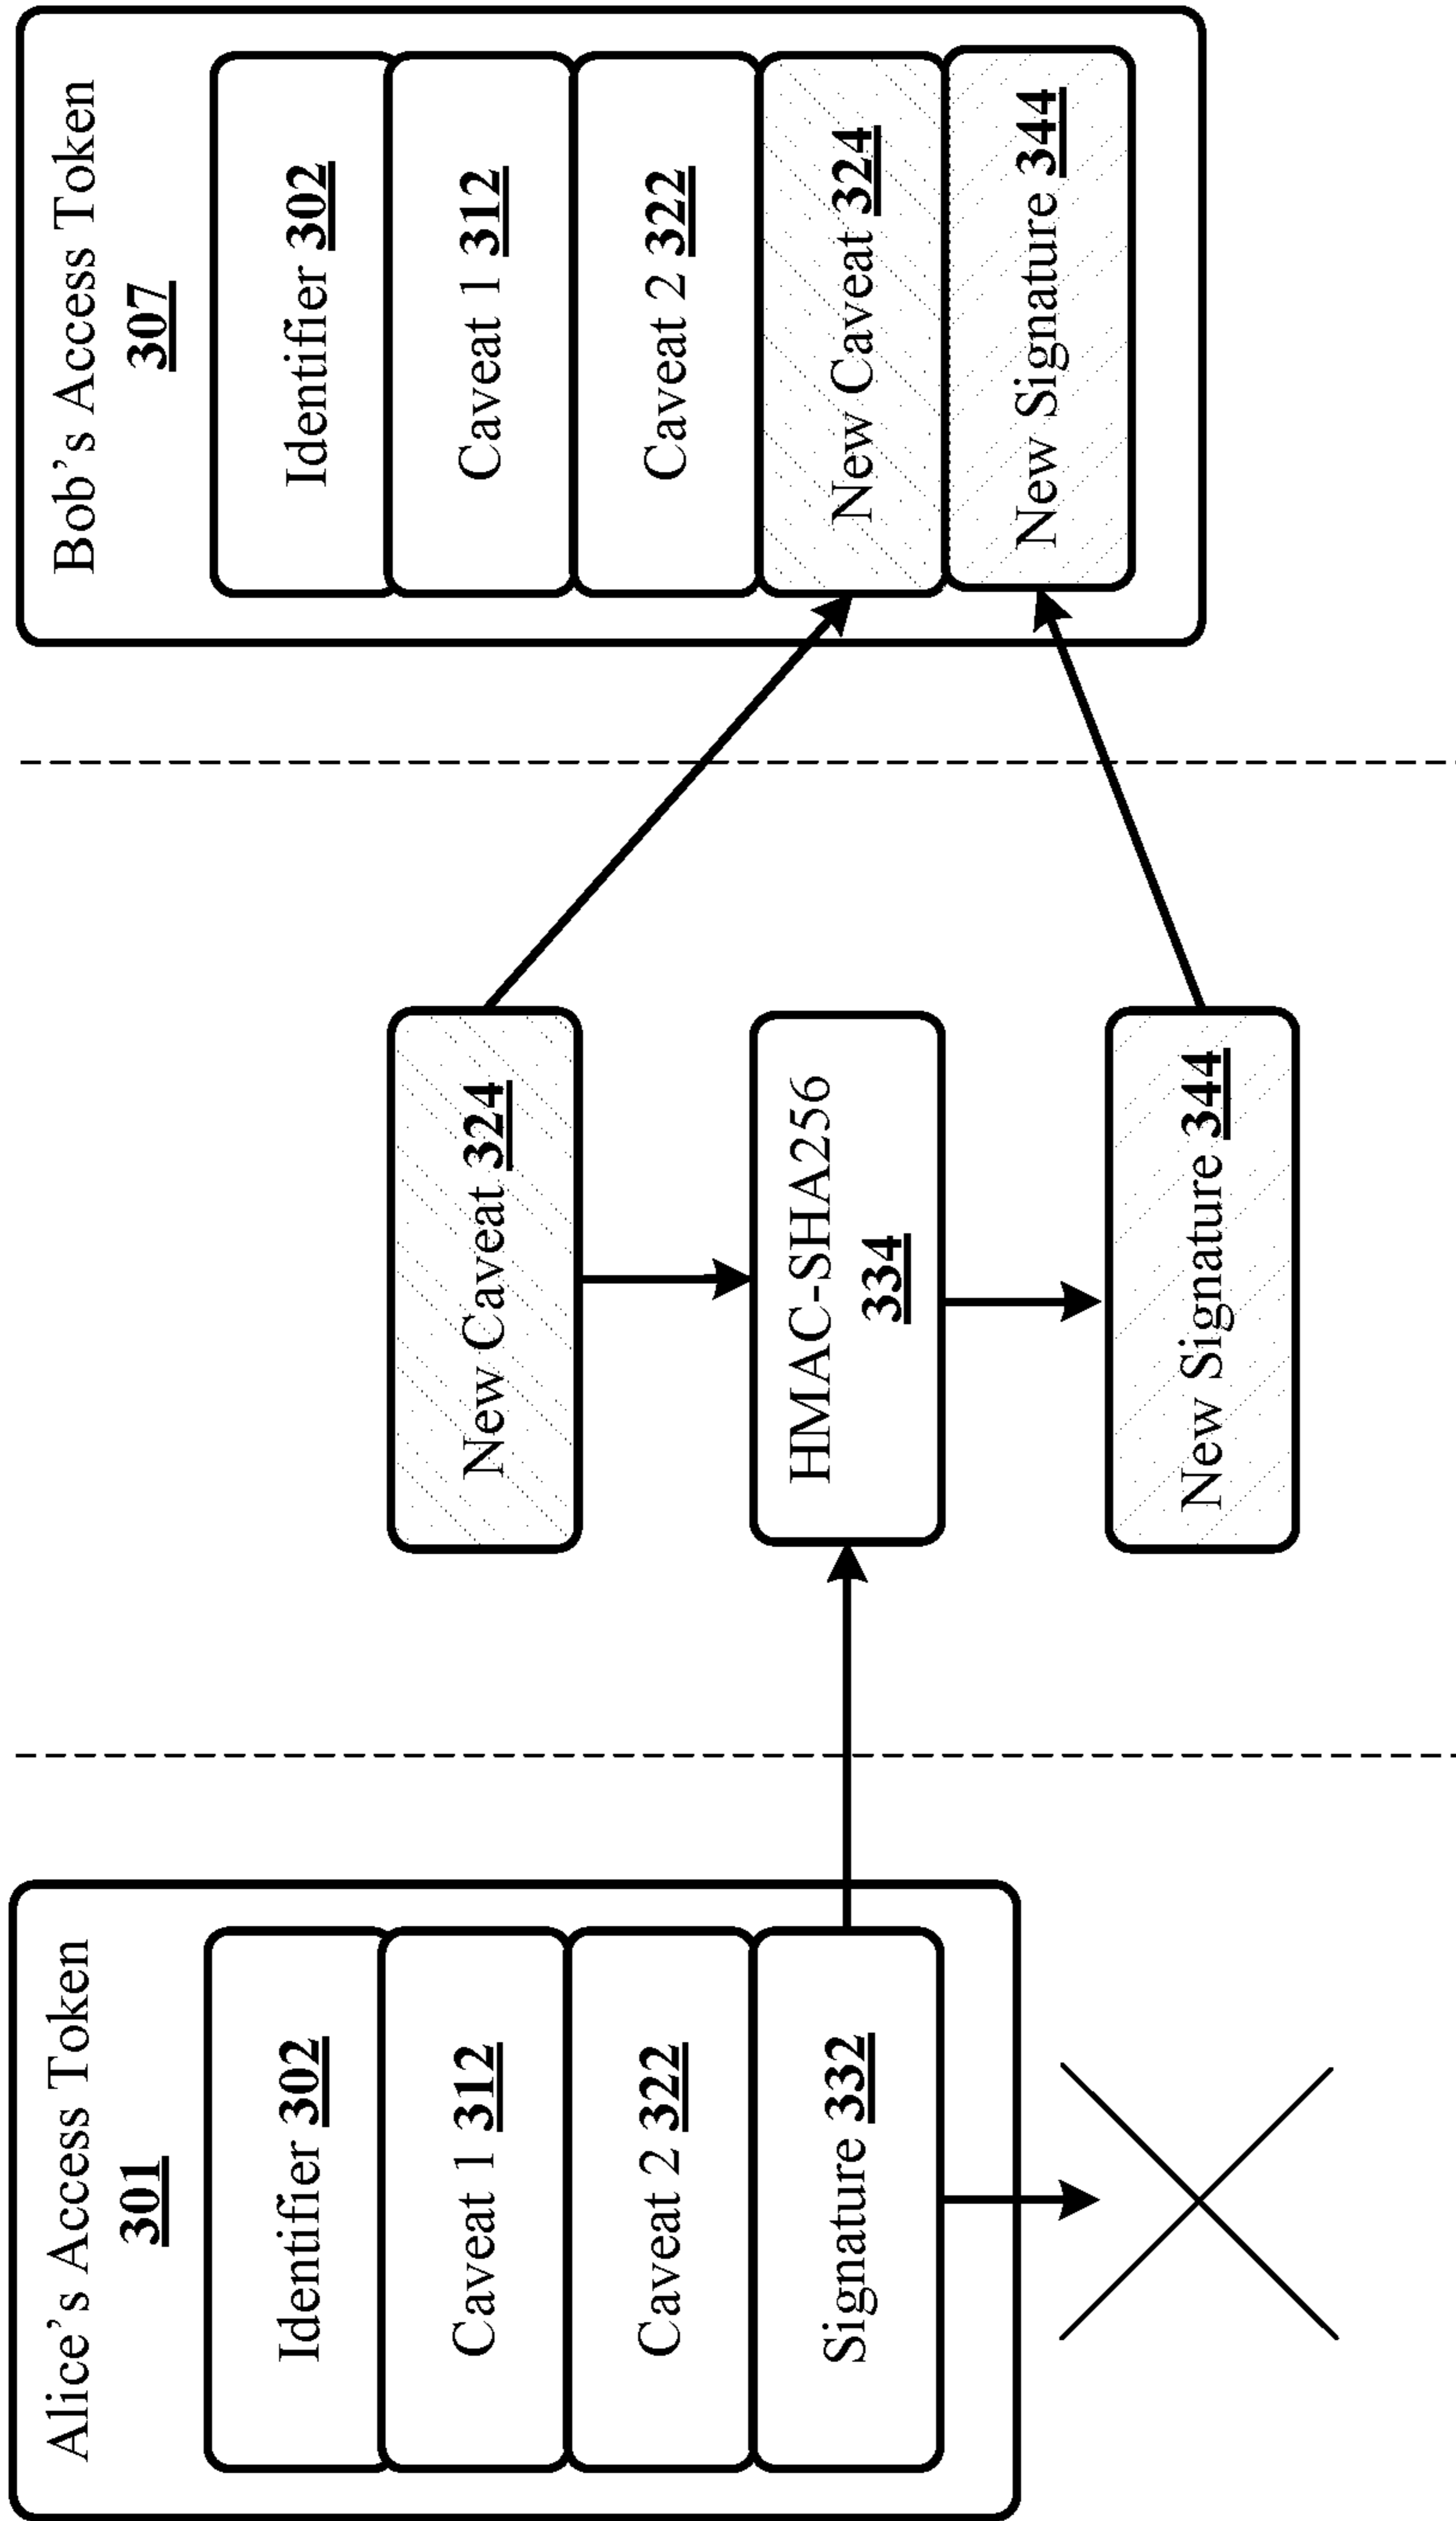 Alice’s Access Token
301
Identifier 302
Caveat 1 312
Caveat 2 322
Signature 332
New Caveat 324
HMAC-SHA256
334
New Signature 344
Bob’s Access Token
307
Identifier 302
Caveat 1 312
Caveat 2 322
New Caveat 324
New Signature 344